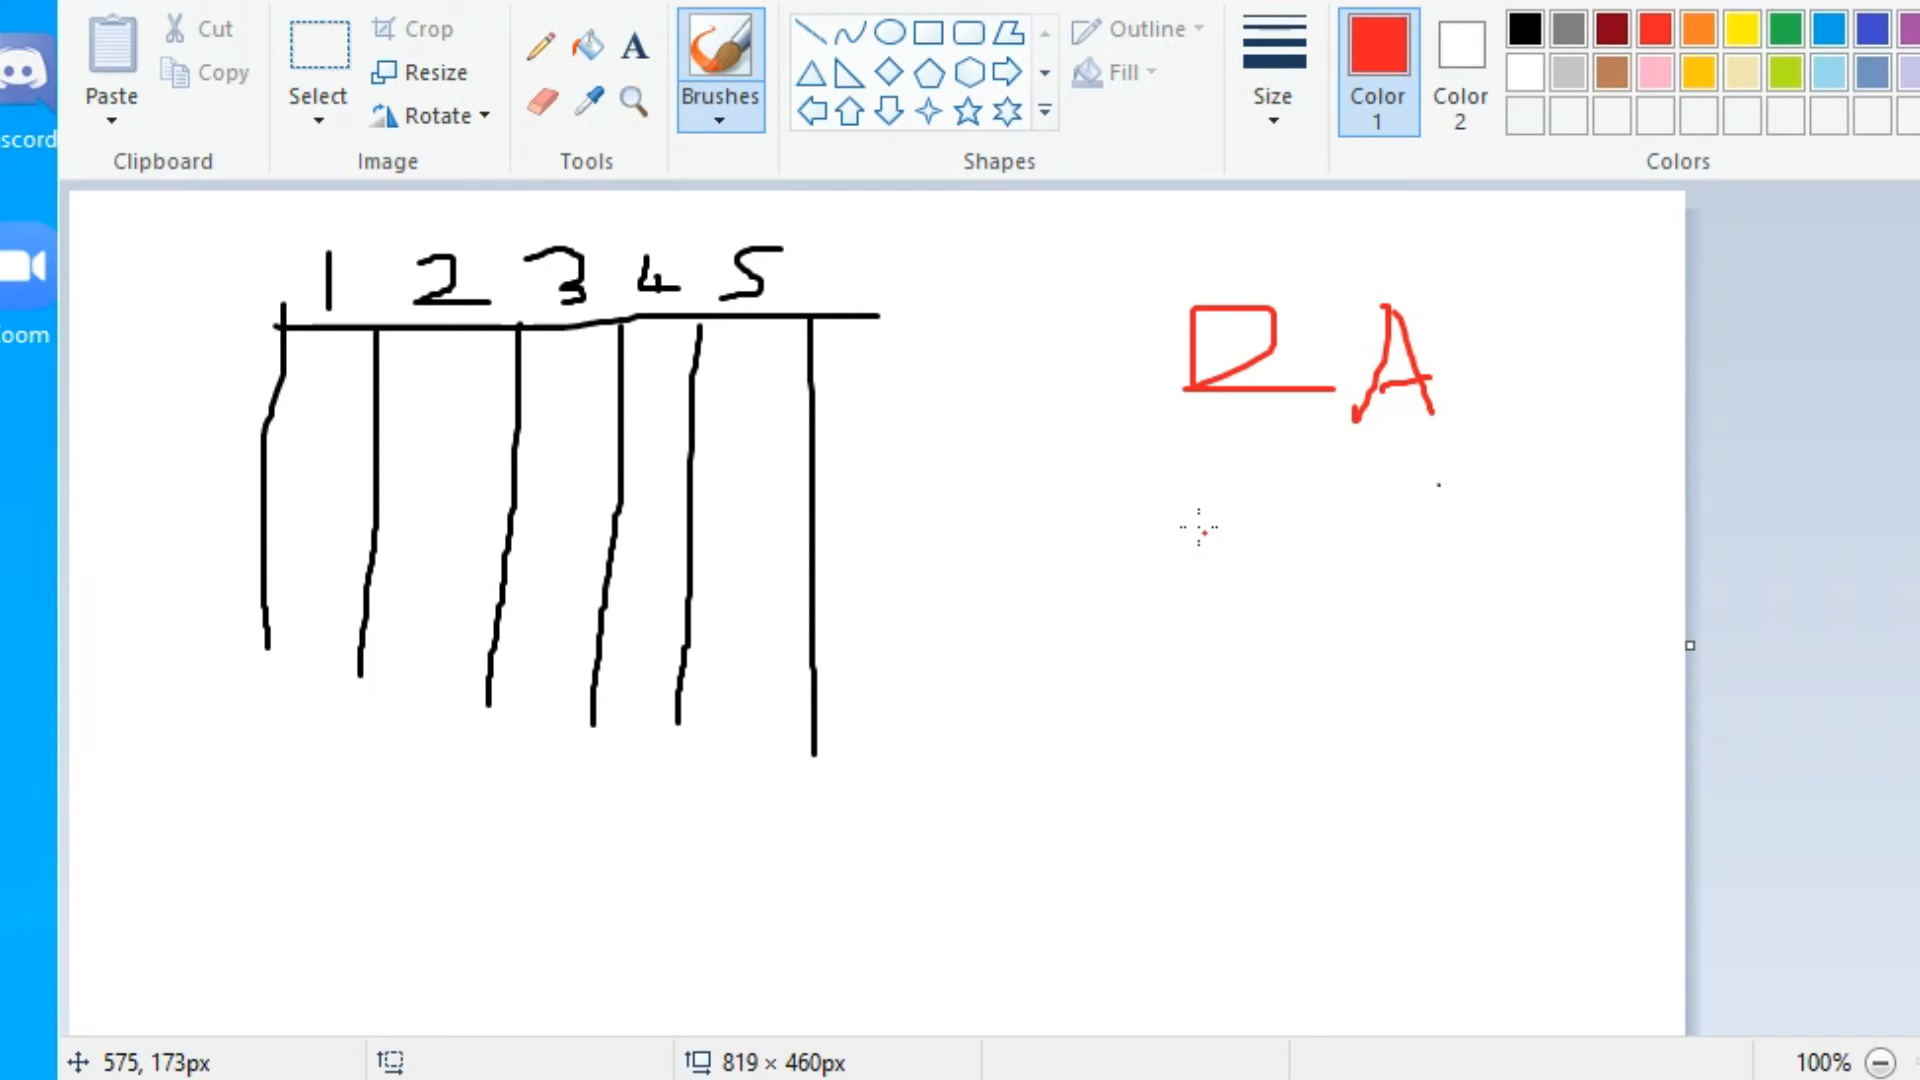 Cut
Copy
Paste
Clipboard
Select
Crop
Resize
Rotate
Image
Tools
Brushes
Shapes
Outline
Fill
Size
Color 1
Color 2
Colors
scord
oom
1 2 3 4 5
A
575, 173px
819 × 460px
100%